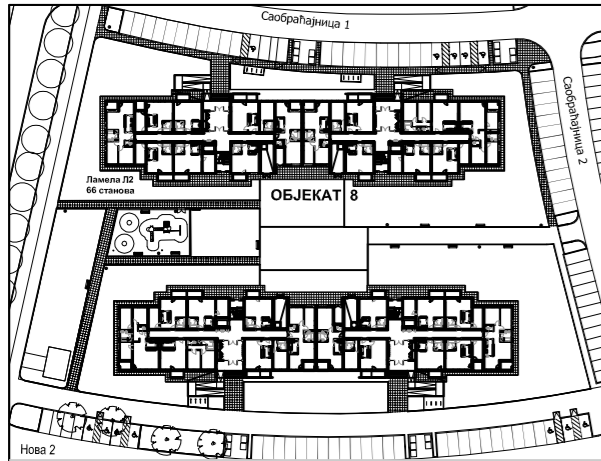 Саобраћајница 1
Саобраћајница 2
Ламела Л2
66 станова
ОБЈЕКАТ 8
Нова 2